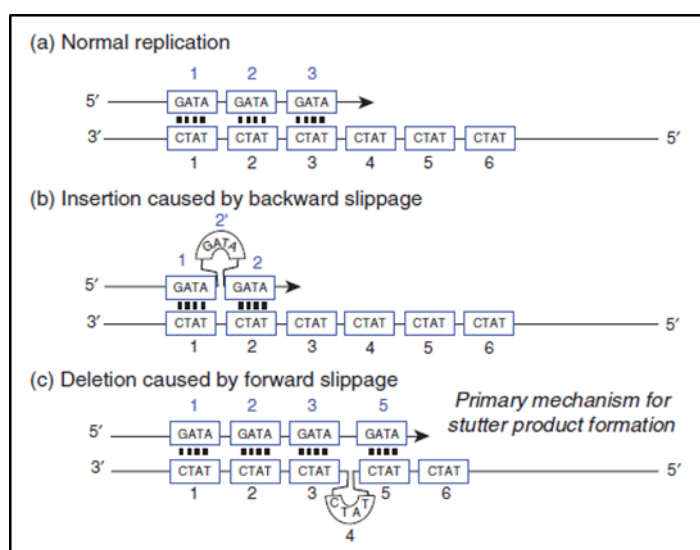 (a) Normal replication
1 2 3
5′ GATA GATA GATA
3′ CTAT CTAT CTAT CTAT CTAT CTAT 5′
1 2 3 4 5 6
(b) Insertion caused by backward slippage
2'
GATA
1 2
5′ GATA GATA
3′ CTAT CTAT CTAT CTAT CTAT CTAT 5′
1 2 3 4 5 6
(c) Deletion caused by forward slippage
Primary mechanism for
stutter product formation
1 2 3 5
5′ GATA GATA GATA GATA
3′ CTAT CTAT CTAT CTAT CTAT 5′
1 2 3 5 6
CTAT
4